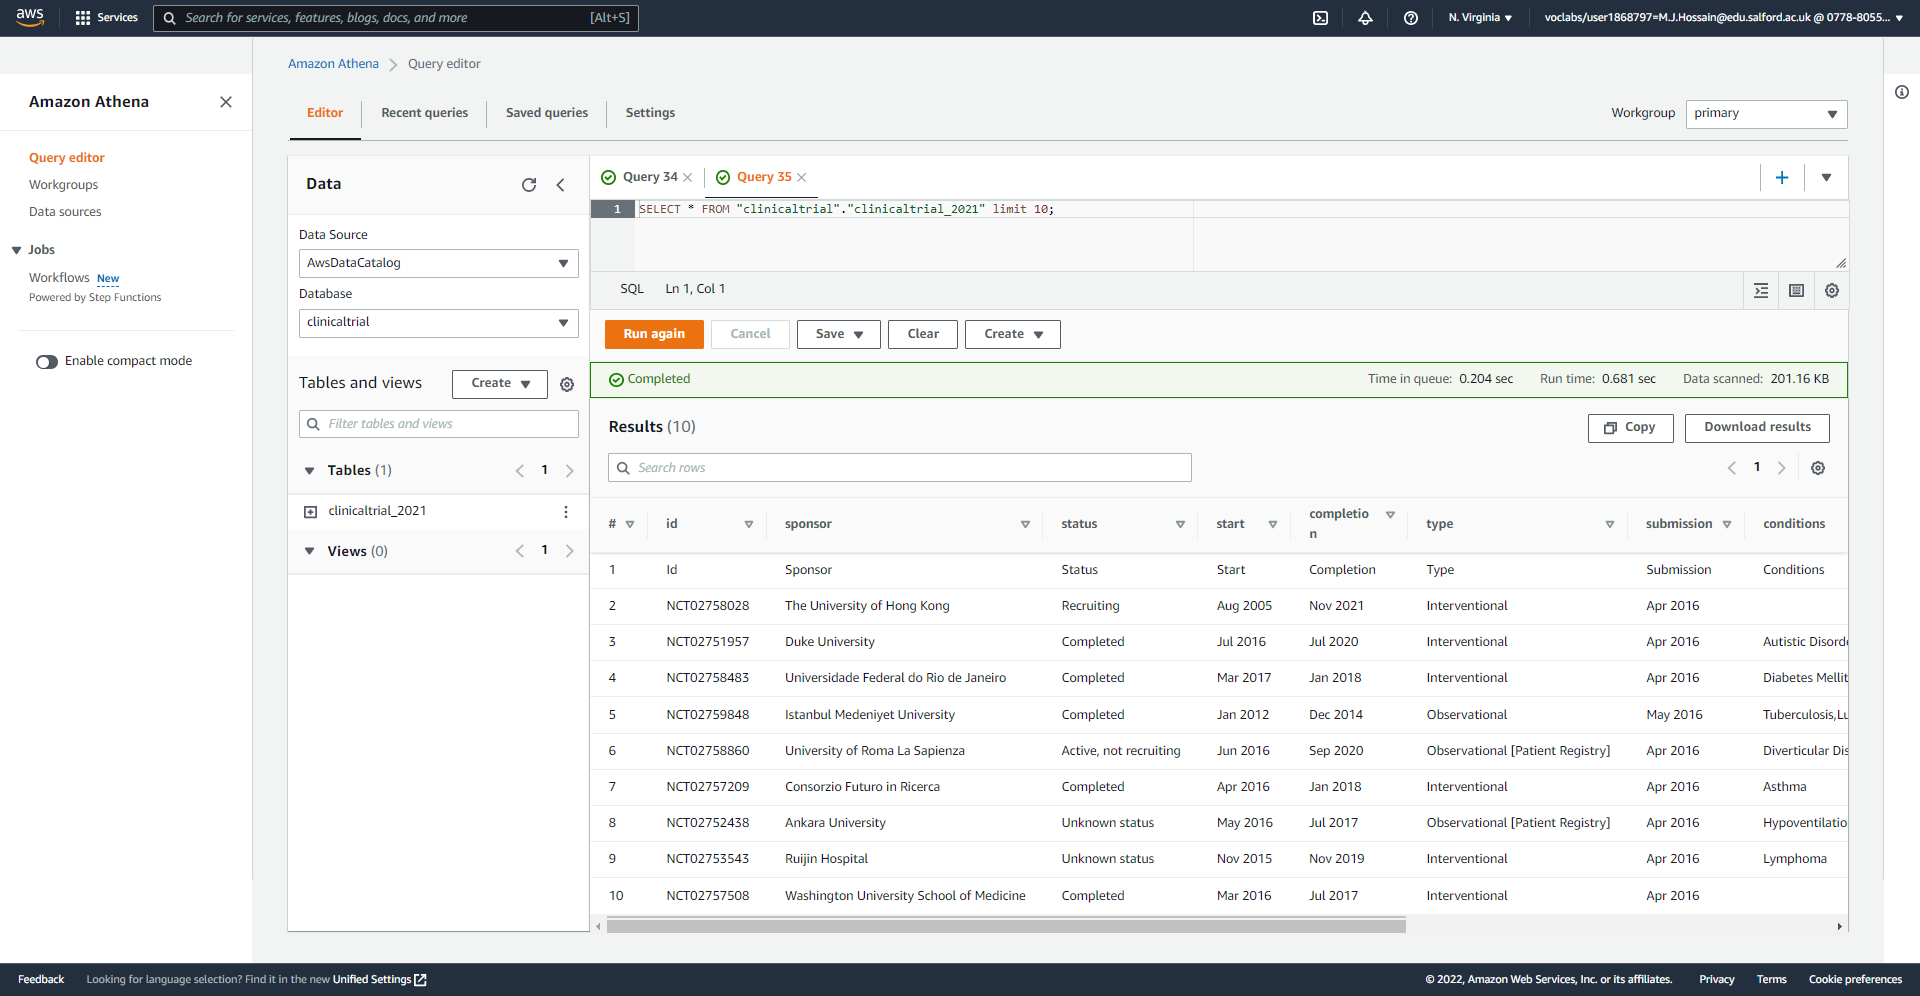 aws Services Search for services, features, blogs, docs, and more [Alt+S] N. Virginia voclabs/user1868797=M.J.Hossain@edu.salford.ac.uk @ 0778-8055...
Amazon Athena
Query editor
Workgroups
Data sources
Jobs
Workflows New
Powered by Step Functions
Enable compact mode
Amazon Athena Query editor
Editor Recent queries Saved queries Settings Workgroup primary
Data
Data Source
AwsDataCatalog
Database
clinicaltrial
Tables and views Create
Filter tables and views
Tables (1) 1
clinicaltrial_2021
Views (0) 1
Query 34 Query 35
1 SELECT * FROM "clinicaltrial"."clinicaltrial_2021" limit 10;
SQL Ln 1, Col 1
Run again Cancel Save Clear Create
Completed Time in queue: 0.204 sec Run time: 0.681 sec Data scanned: 201.16 KB
Results (10) Copy Download results
Search rows 1
# id sponsor status start completio
n type submission conditions
1 Id Sponsor Status Start Completion Type Submission Conditions
2 NCT02758028 The University of Hong Kong Recruiting Aug 2005 Nov 2021 Interventional Apr 2016
3 NCT02751957 Duke University Completed Jul 2016 Jul 2020 Interventional Apr 2016 Autistic Disord
4 NCT02758483 Universidade Federal do Rio de Janeiro Completed Mar 2017 Jan 2018 Interventional Apr 2016 Diabetes Mellit
5 NCT02759848 Istanbul Medeniyet University Completed Jan 2012 Dec 2014 Observational May 2016 Tuberculosis,Lu
6 NCT02758860 University of Roma La Sapienza Active, not recruiting Jun 2016 Sep 2020 Observational [Patient Registry] Apr 2016 Diverticular Dis
7 NCT02757209 Consorzio Futuro in Ricerca Completed Apr 2016 Jan 2018 Interventional Apr 2016 Asthma
8 NCT02752438 Ankara University Unknown status May 2016 Jul 2017 Observational [Patient Registry] Apr 2016 Hypoventilatio
9 NCT02753543 Ruijin Hospital Unknown status Nov 2015 Nov 2019 Interventional Apr 2016 Lymphoma
10 NCT02757508 Washington University School of Medicine Completed Mar 2016 Jul 2017 Interventional Apr 2016
Feedback Looking for language selection? Find it in the new Unified Settings © 2022, Amazon Web Services, Inc. or its affiliates. Privacy Terms Cookie preferences